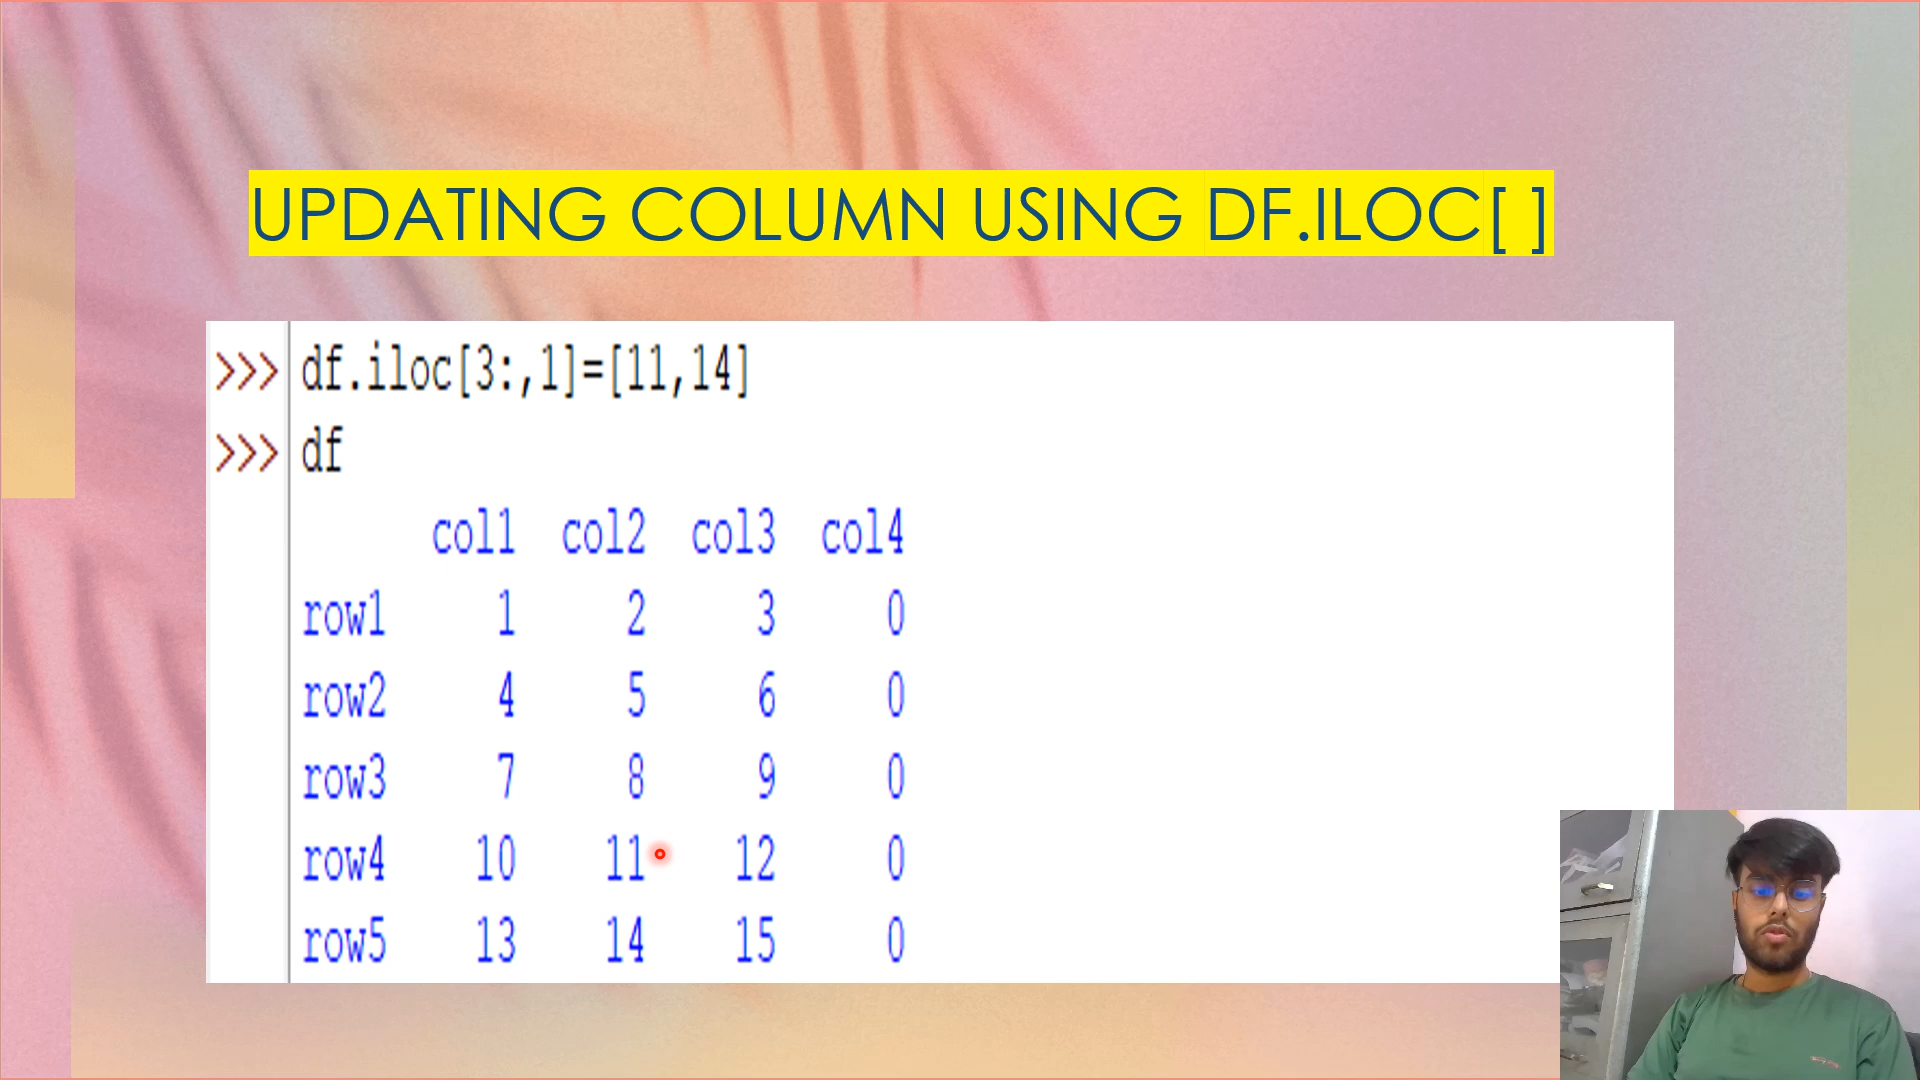 UPDATING COLUMN USING DF.ILOC[ ]
>>> df.iloc[3:,1]=[11,14]
>>> df
col1 col2 col3 col4
row1 1 2 3 0
row2 4 5 6 0
row3 7 8 9 0
row4 10 11 12 0
row5 13 14 15 0